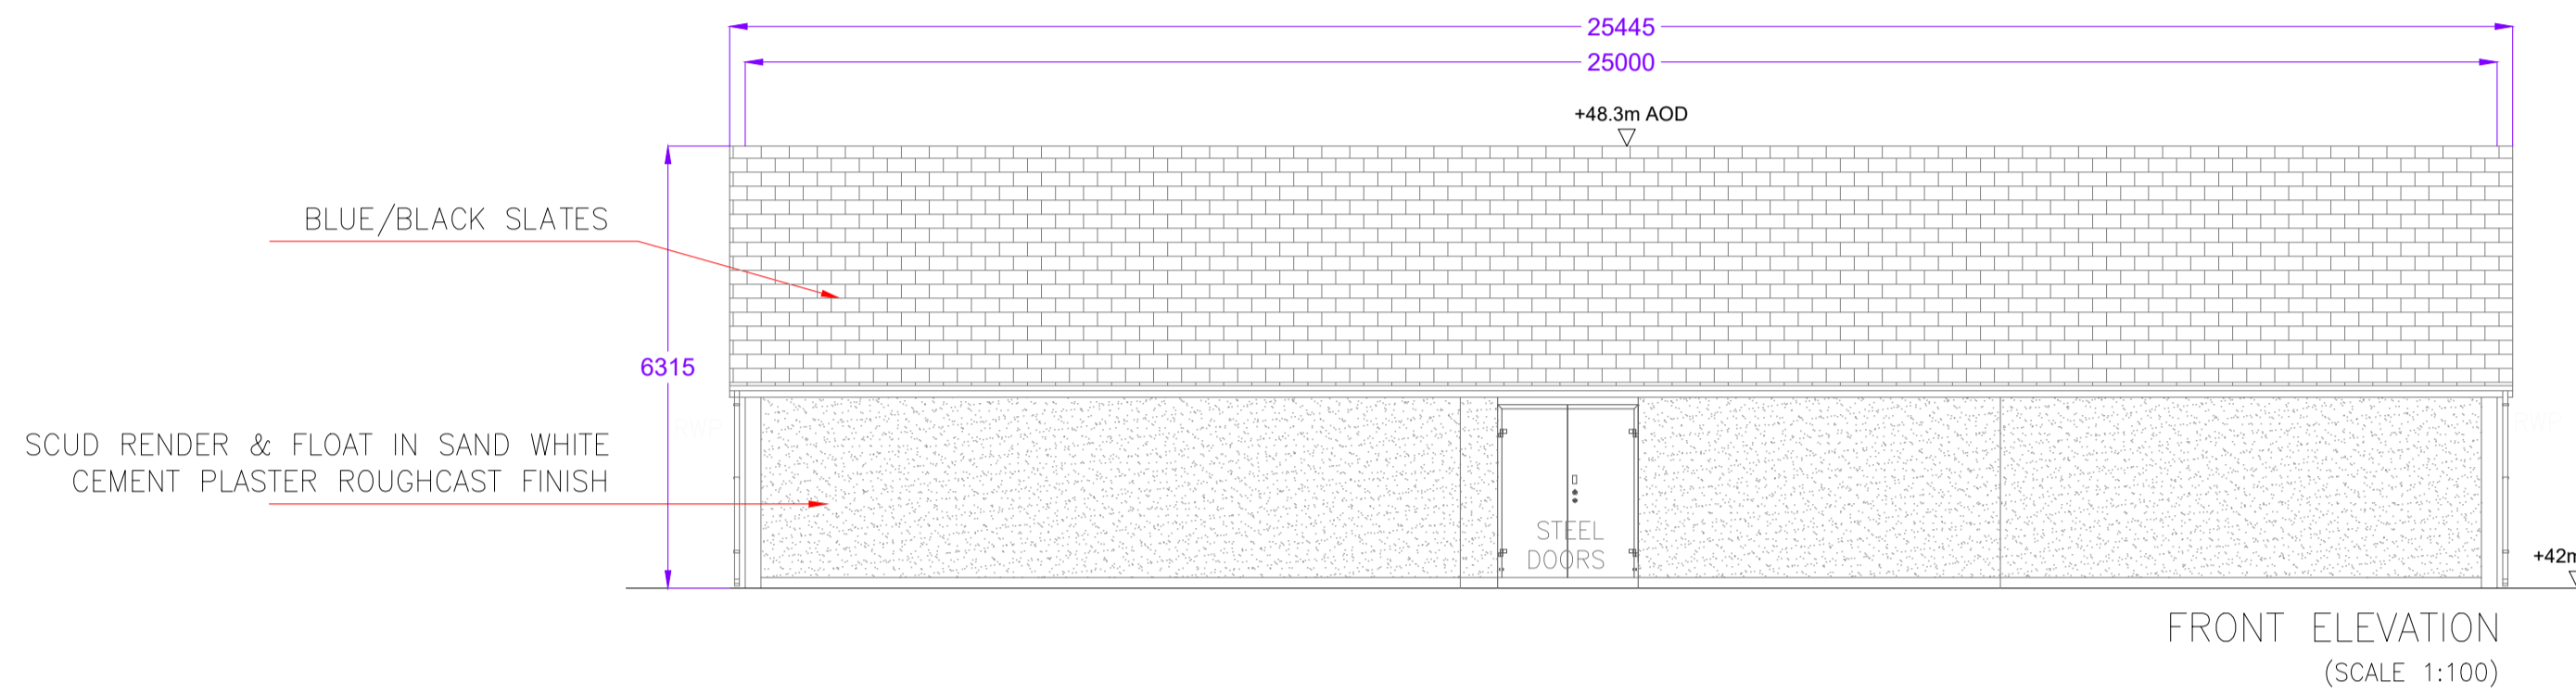 25445
25000
+48.3m AOD
BLUE/BLACK SLATES
6315
SCUD RENDER & FLOAT IN SAND WHITE
CEMENT PLASTER ROUGHCAST FINISH
STEEL
DOORS
+42m
FRONT ELEVATION
(SCALE 1:100)